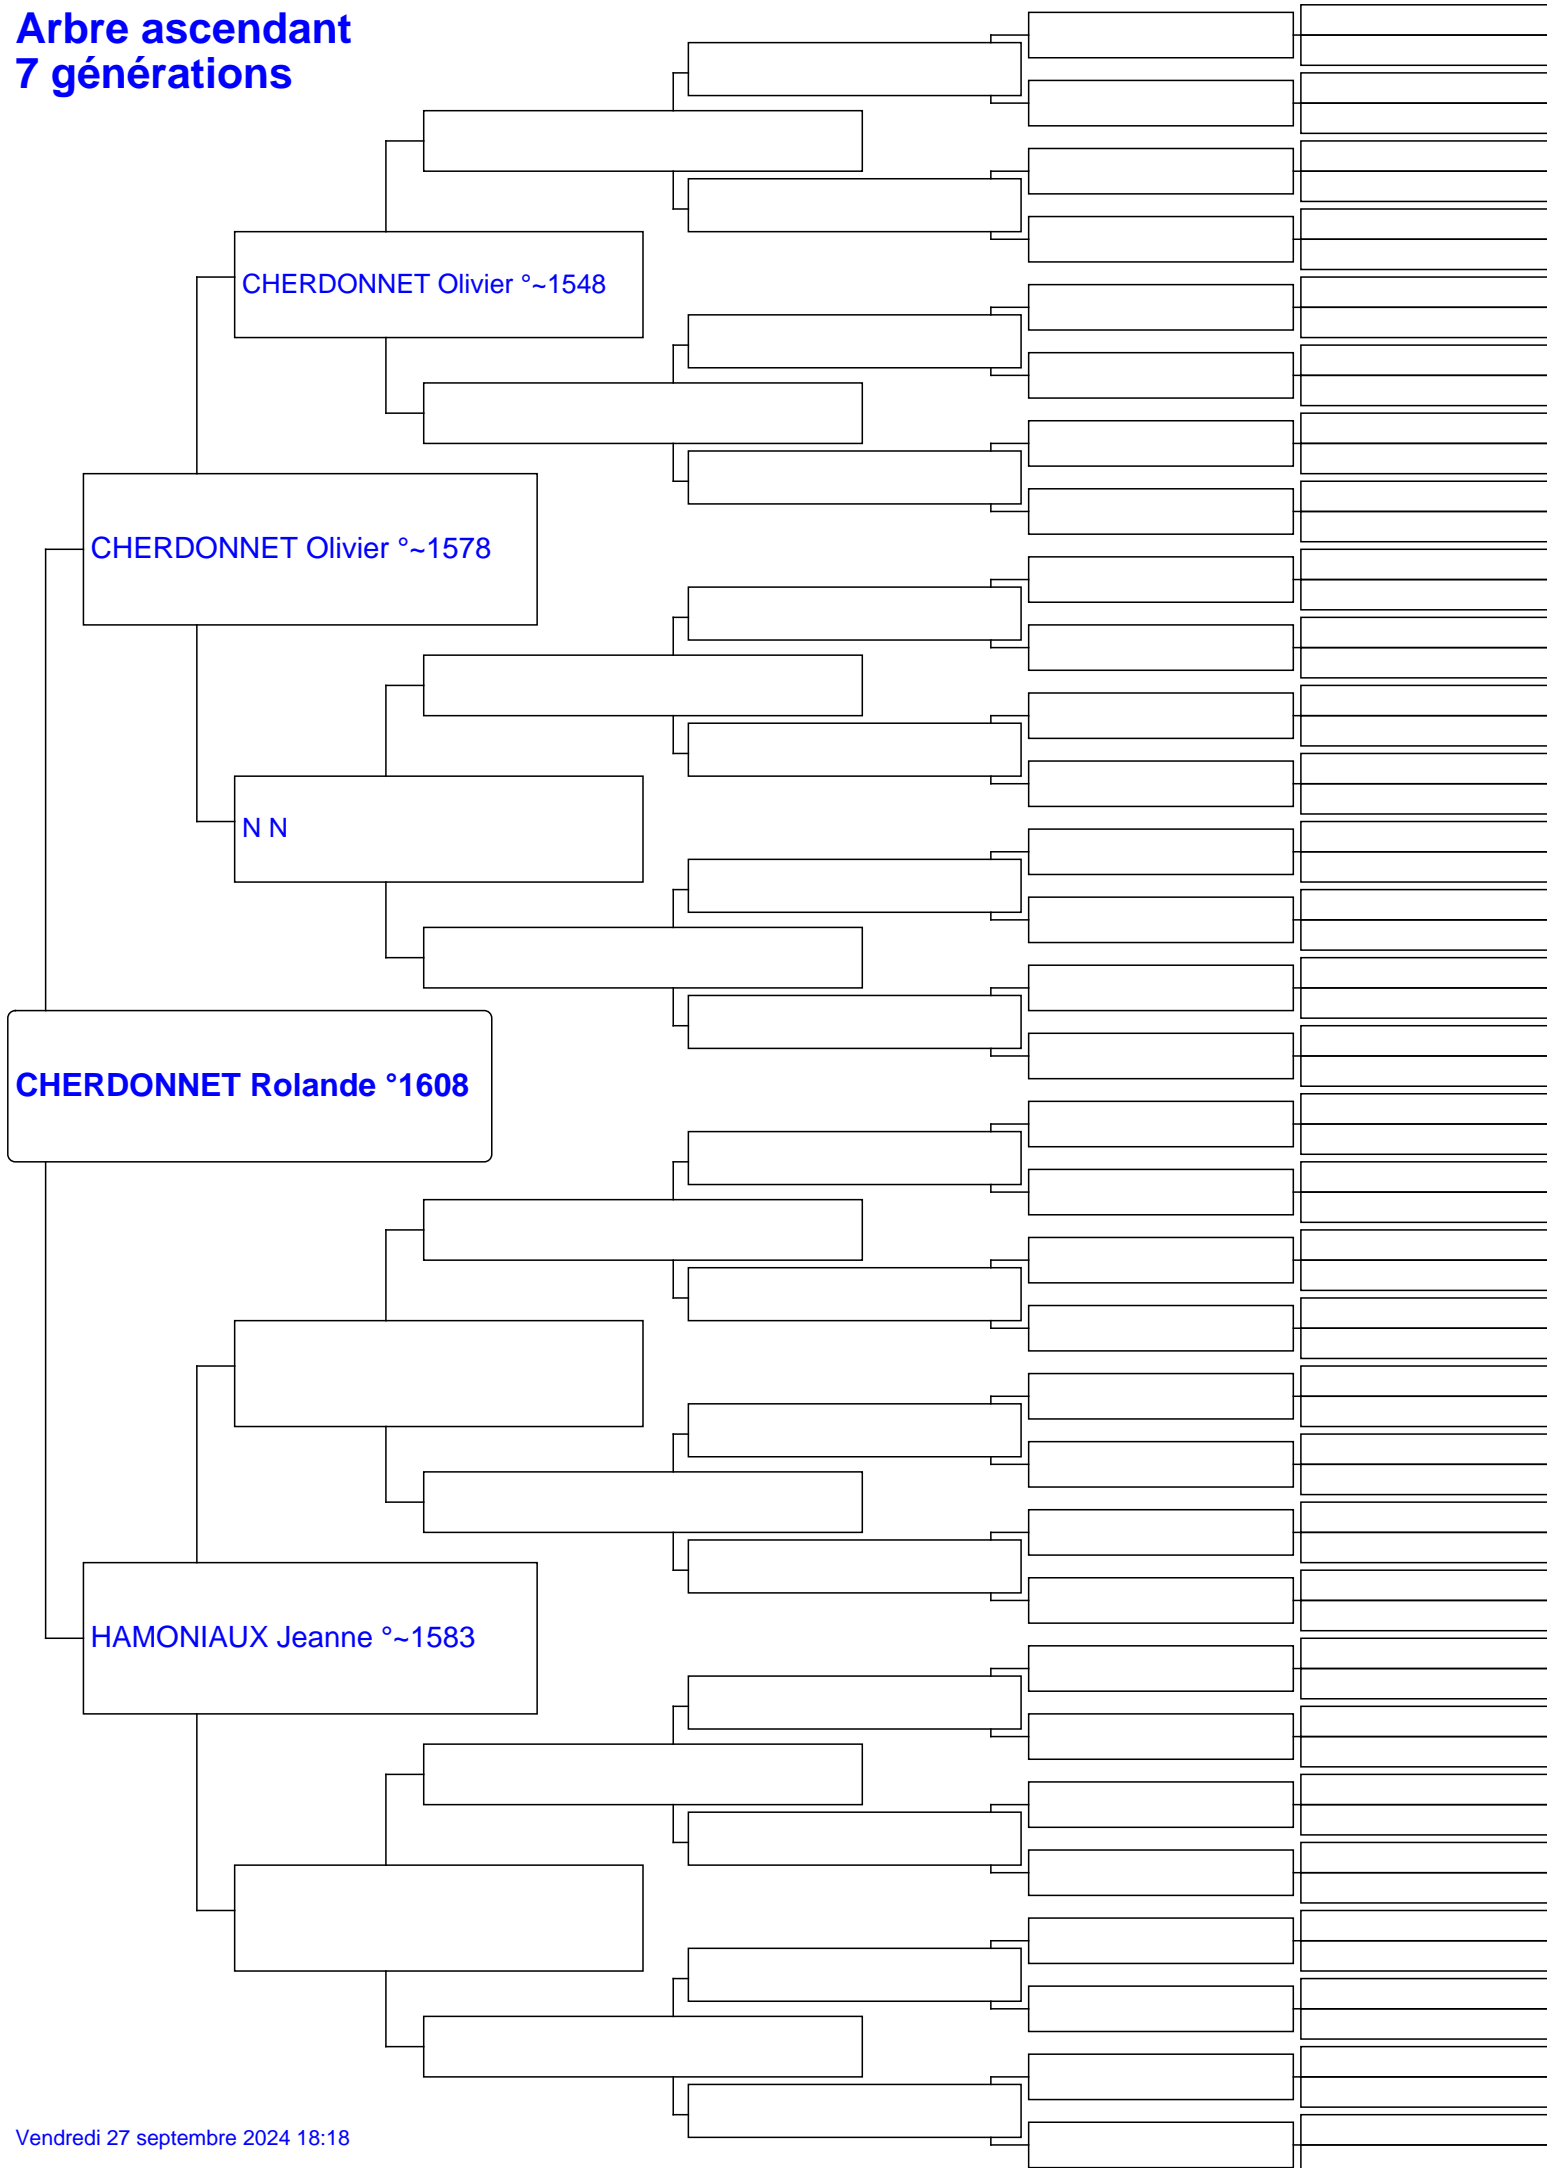 Arbre ascendant
7 générations
CHERDONNET Olivier °~1548
CHERDONNET Olivier °~1578
N N
CHERDONNET Rolande °1608
HAMONIAUX Jeanne °~1583
Vendredi 27 septembre 2024 18:18